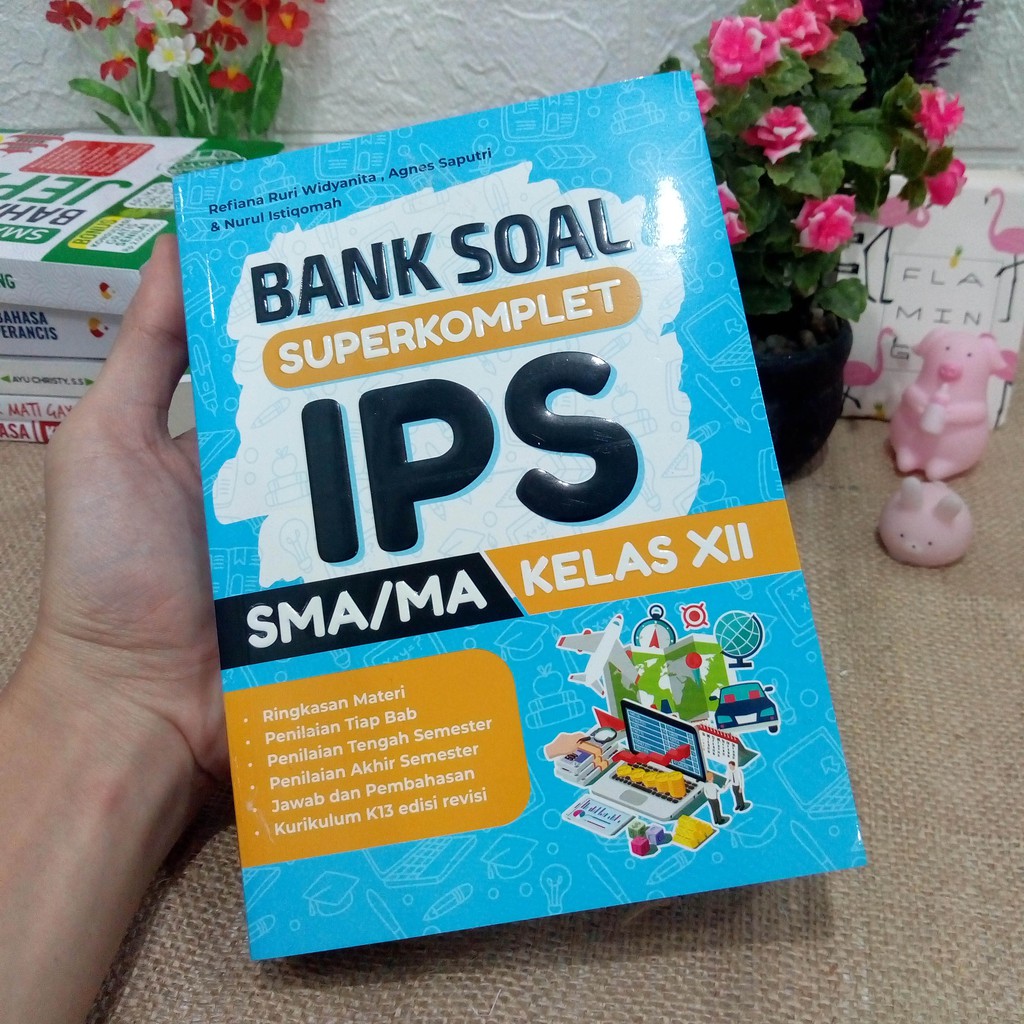 Refiana Ruri Widyanita , Agnes Saputri
& Nurul Istiqomah
BANK SOAL
SUPERKOMPLET
IPS
SMA/MA
KELAS XII
• Ringkasan Materi
• Penilaian Tiap Bab
• Penilaian Tengah Semester
• Penilaian Akhir Semester
• Jawab dan Pembahasan
• Kurikulum K13 edisi revisi
BAHASA
AYU CHRISTY, S.S
MATI GAY
FLA
MIN
G